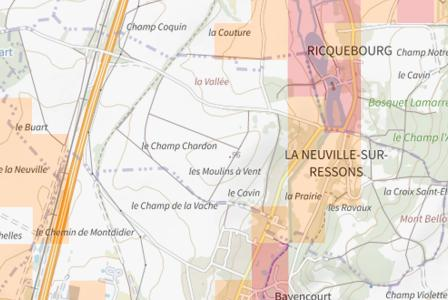 Champ Coquin
la Couture
RICQUEBOURG
Champ Notre
le Cavin
la Vallée
Bosquet Lamarre
le Buart
le Champ Chardon
95
le Champ l'A
LA NEUVILLE-SUR-
RESSONS
e la Neuville
les Moulins à Vent
le Cavin
la Prairie
la Croix Saint-E
le Champ de la Vache
les Ravaux
Mont Bello
helles
le Chemin de Montdidier
Bayencourt
Champ Violette